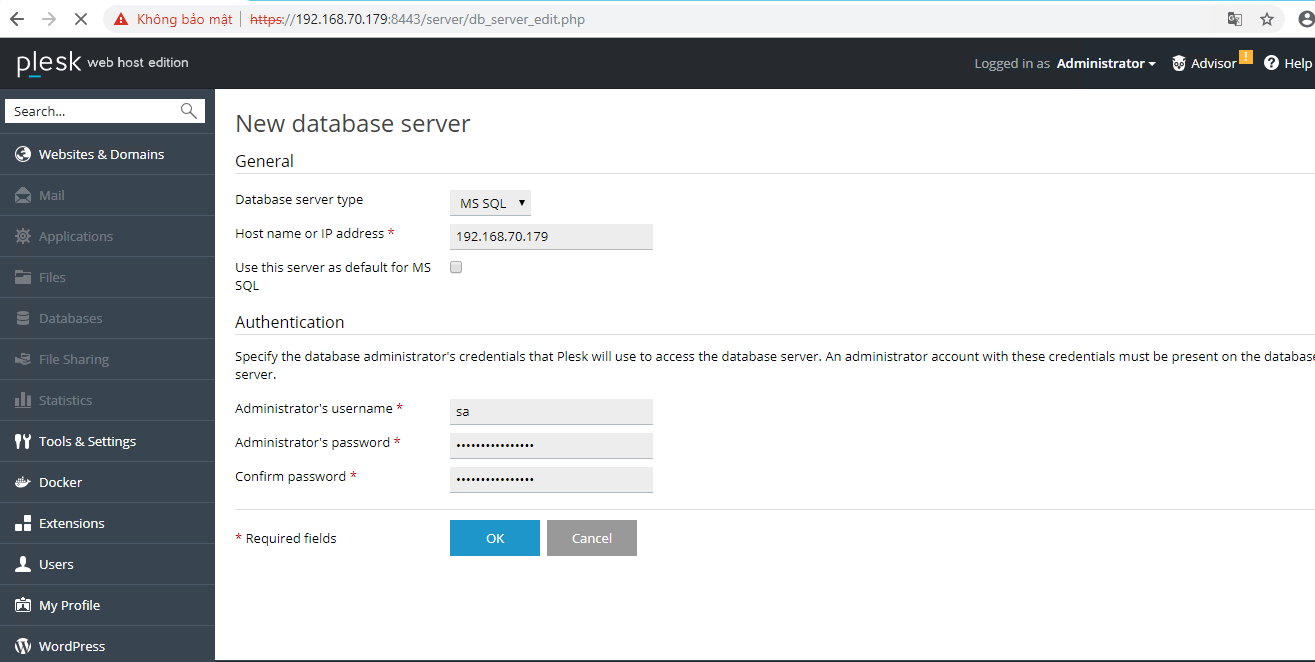 Không bảo mật | https://192.168.70.179:8443/server/db_server_edit.php
plesk web host edition
Logged in as Administrator
Advisor
!
? Help
Search...
Websites & Domains
Mail
Applications
Files
Databases
File Sharing
Statistics
Tools & Settings
Docker
Extensions
Users
My Profile
WordPress
New database server
General
Database server type
MS SQL
Host name or IP address *
192.168.70.179
Use this server as default for MS
SQL
Authentication
Specify the database administrator's credentials that Plesk will use to access the database server. An administrator account with these credentials must be present on the database
server.
Administrator's username *
sa
Administrator's password *
••••••••••••••••
Confirm password *
••••••••••••••••
* Required fields
OK
Cancel